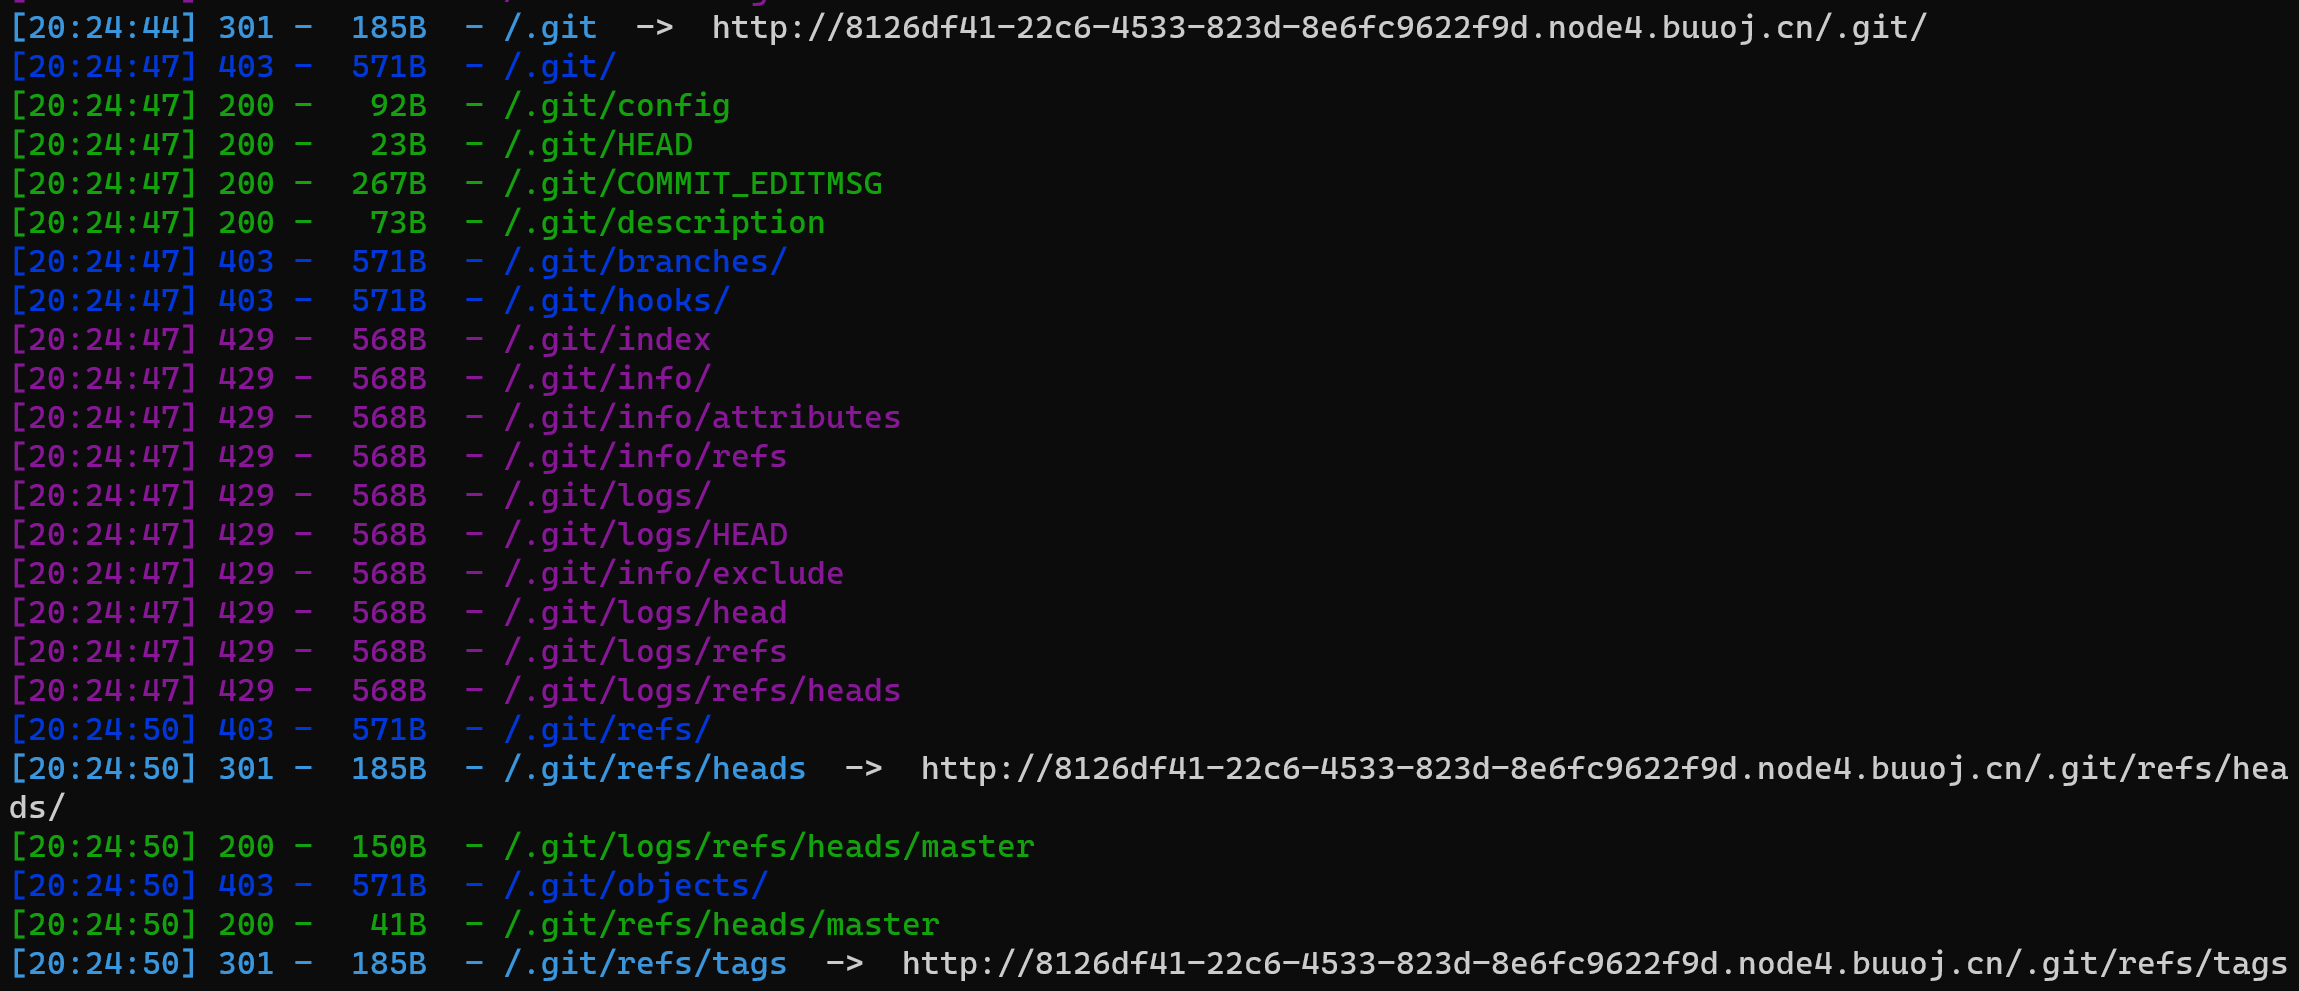 [20:24:44] 301 -  185B  - /.git  ->  http://8126df41-22c6-4533-823d-8e6fc9622f9d.node4.buuoj.cn/.git/
[20:24:47] 403 -  571B  - /.git/
[20:24:47] 200 -   92B  - /.git/config
[20:24:47] 200 -   23B  - /.git/HEAD
[20:24:47] 200 -  267B  - /.git/COMMIT_EDITMSG
[20:24:47] 200 -   73B  - /.git/description
[20:24:47] 403 -  571B  - /.git/branches/
[20:24:47] 403 -  571B  - /.git/hooks/
[20:24:47] 429 -  568B  - /.git/index
[20:24:47] 429 -  568B  - /.git/info/
[20:24:47] 429 -  568B  - /.git/info/attributes
[20:24:47] 429 -  568B  - /.git/info/refs
[20:24:47] 429 -  568B  - /.git/logs/
[20:24:47] 429 -  568B  - /.git/logs/HEAD
[20:24:47] 429 -  568B  - /.git/info/exclude
[20:24:47] 429 -  568B  - /.git/logs/head
[20:24:47] 429 -  568B  - /.git/logs/refs
[20:24:47] 429 -  568B  - /.git/logs/refs/heads
[20:24:50] 403 -  571B  - /.git/refs/
[20:24:50] 301 -  185B  - /.git/refs/heads  ->  http://8126df41-22c6-4533-823d-8e6fc9622f9d.node4.buuoj.cn/.git/refs/hea
ds/
[20:24:50] 200 -  150B  - /.git/logs/refs/heads/master
[20:24:50] 403 -  571B  - /.git/objects/
[20:24:50] 200 -   41B  - /.git/refs/heads/master
[20:24:50] 301 -  185B  - /.git/refs/tags  ->  http://8126df41-22c6-4533-823d-8e6fc9622f9d.node4.buuoj.cn/.git/refs/tags